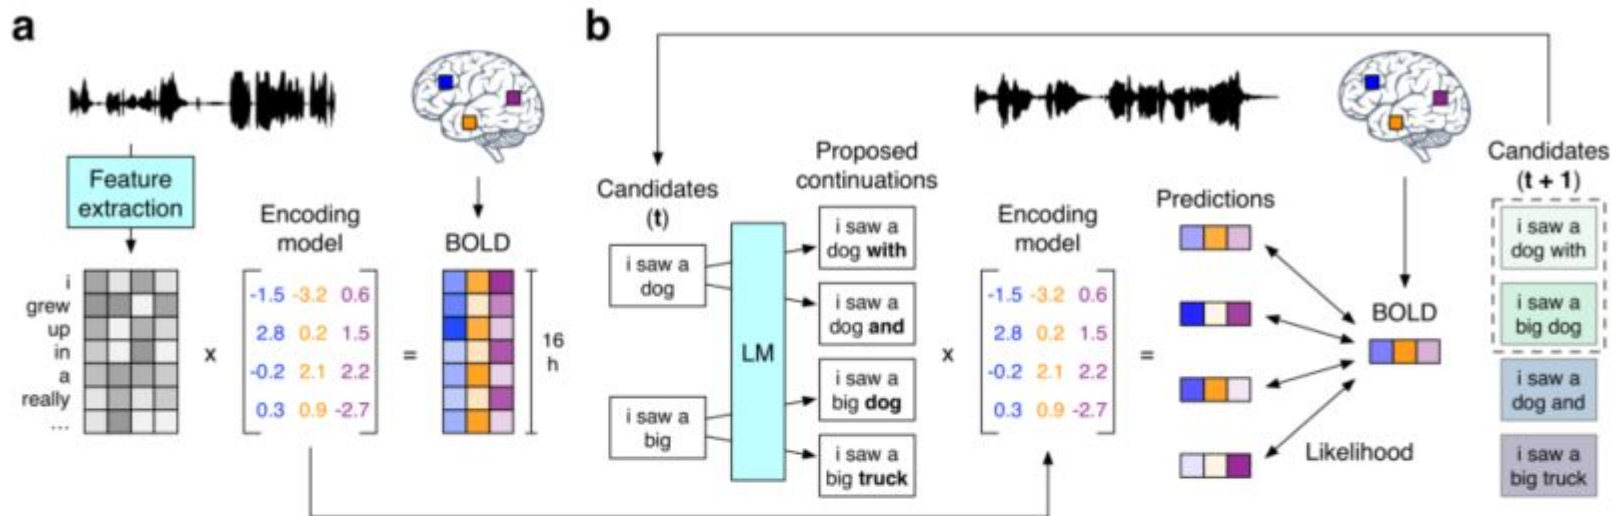 a
Feature
extraction
i
grew
up
in
a
really
...
x
Encoding
model
-1.5 -3.2 0.6
2.8 0.2 1.5
-0.2 2.1 2.2
0.3 0.9 -2.7
=
BOLD
16
h
b
Candidates
(t)
i saw a
dog
i saw a
big
LM
Proposed
continuations
i saw a
dog with
i saw a
dog and
i saw a
big dog
i saw a
big truck
x
Encoding
model
-1.5 -3.2 0.6
2.8 0.2 1.5
-0.2 2.1 2.2
0.3 0.9 -2.7
=
Predictions
BOLD
Likelihood
Candidates
(t + 1)
i saw a
dog with
i saw a
big dog
i saw a
dog and
i saw a
big truck